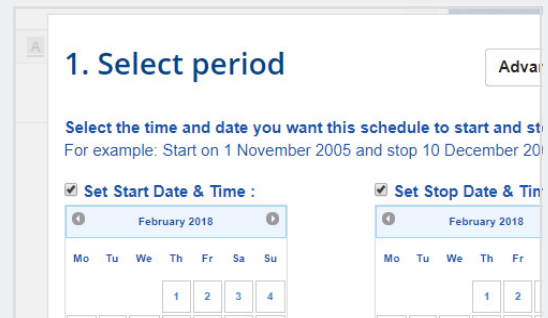 A
1. Select period
Adva
Select the time and date you want this schedule to start and st
For example: Start on 1 November 2005 and stop 10 December 20
Set Start Date & Time :
Set Stop Date & Tim
February 2018
February 2018
Mo Tu We Th Fr Sa Su
Mo Tu We Th Fr
1 2 3 4
1 2